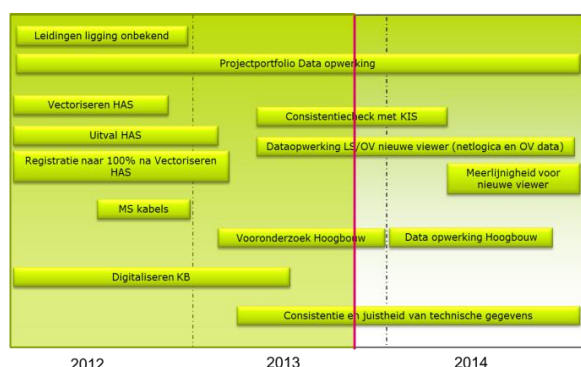 Leidingen ligging onbekend
Projectportfolio Data opwerking
Vectoriseren HAS
Consistentiecheck met KIS
Uitval HAS
Dataopwerking LS/OV nieuwe viewer (netlogica en OV data)
Registratie naar 100% na Vectoriseren
HAS
Meerlijnigheid voor
nieuwe viewer
MS kabels
Vooronderzoek Hoogbouw
Data opwerking Hoogbouw
Digitaliseren KB
Consistentie en juistheid van technische gegevens
2012
2013
2014